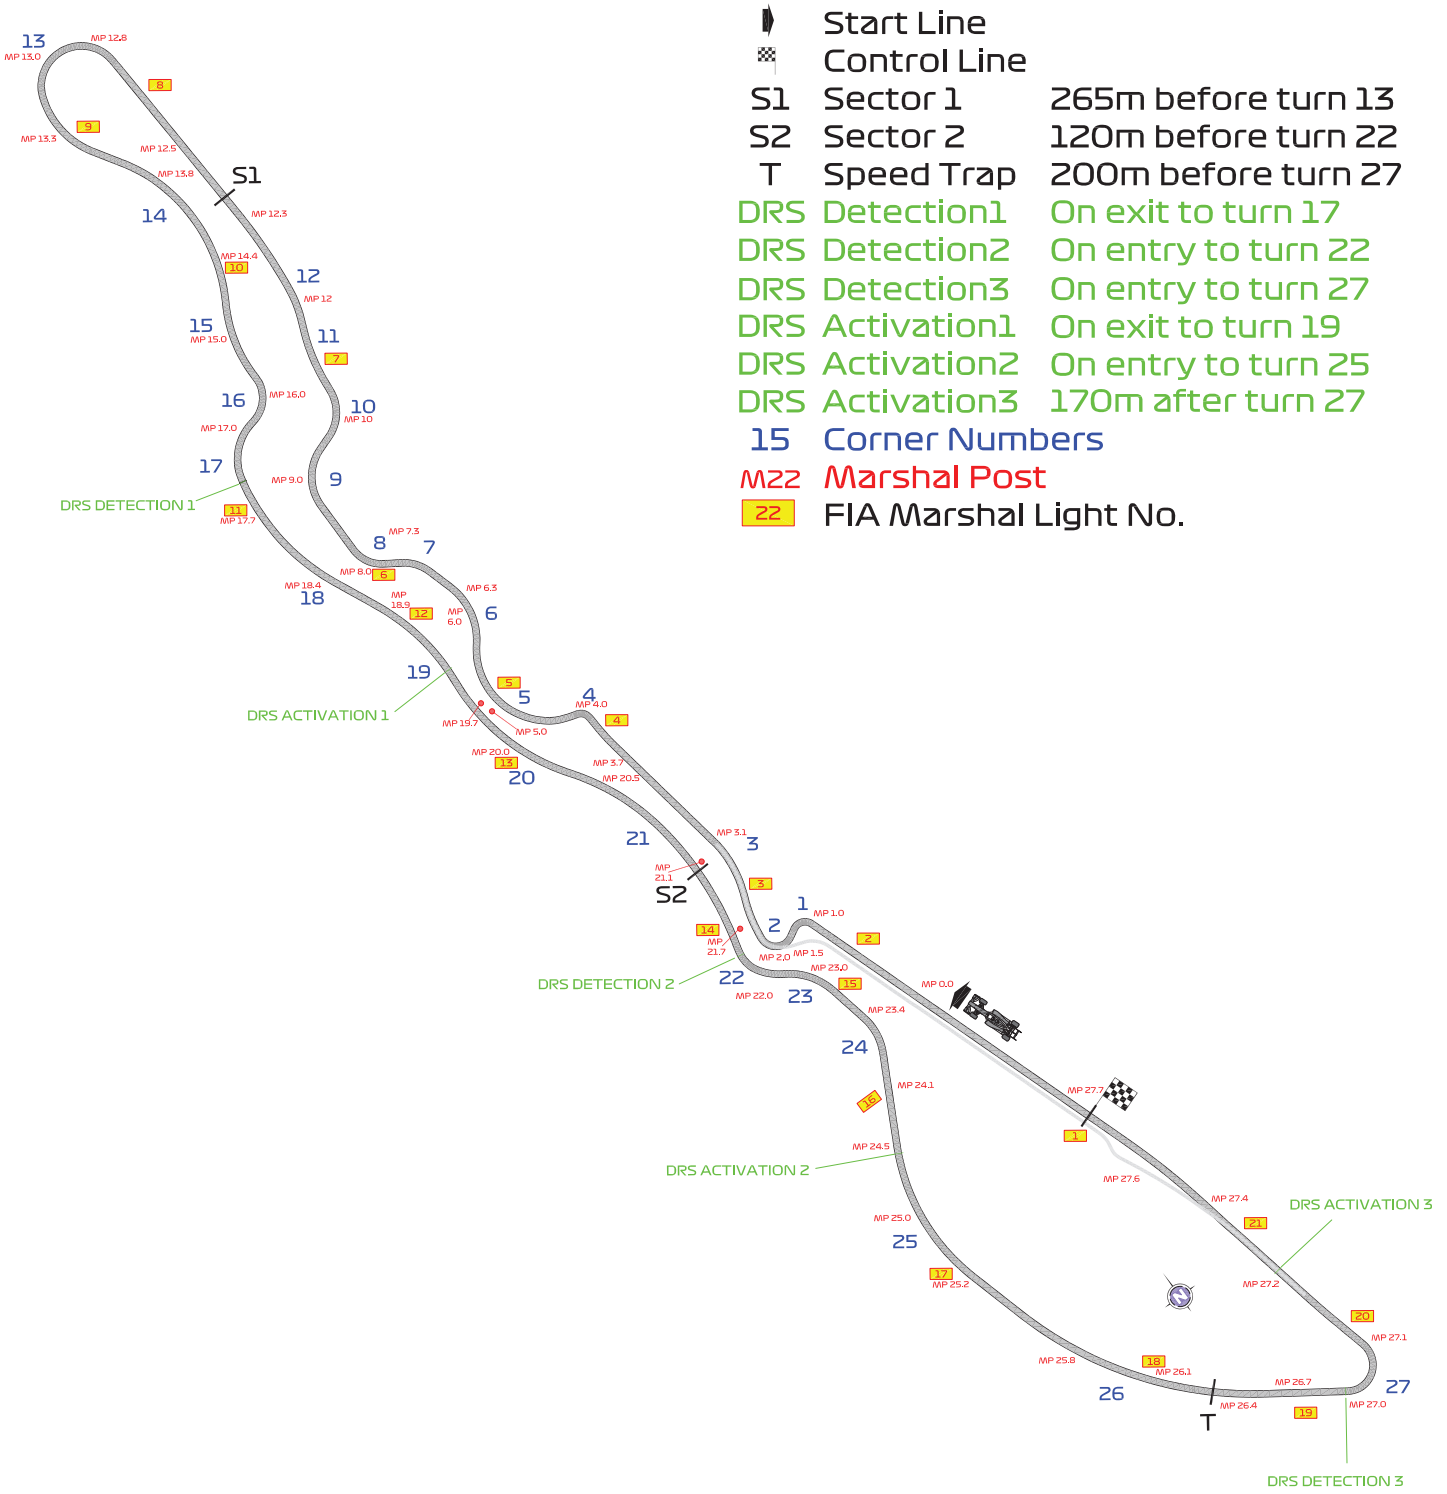 Start Line
Control Line
S1 Sector 1 265m before turn 13
S2 Sector 2 120m before turn 22
T Speed Trap 200m before turn 27
DRS Detection1 On exit to turn 17
DRS Detection2 On entry to turn 22
DRS Detection3 On entry to turn 27
DRS Activation1 On exit to turn 19
DRS Activation2 On entry to turn 25
DRS Activation3 170m after turn 27
15 Corner Numbers
M22 Marshal Post
22 FIA Marshal Light No.
13
MP 12.8
MP 13.0
8
9
MP 13.3
MP 12.5
MP 13.8
S1
14
MP 12.3
MP 14.4
10
12
MP 12
15
MP 15.0
11
7
16
MP 16.0
10
MP 10
MP 17.0
17
MP 9.0
9
DRS DETECTION 1
11
MP 17.7
MP 7.3
8
7
MP 8.0
6
MP 18.4
18
MP
18.9
12
MP 6.3
MP
6.0
6
19
5
5
4
MP 4.0
4
DRS ACTIVATION 1
MP 19.7
MP 5.0
MP 20.0
13
20
MP 3.7
MP 20.5
21
MP 3.1
3
MP
21.1
S2
3
1
MP 1.0
2
14
MP
21.7
2
MP 2.0
MP 1.5
DRS DETECTION 2
22
MP 22.0
23
MP 23.0
15
MP 0.0
MP 23.4
24
MP 24.1
16
MP 27.7
1
MP 24.5
DRS ACTIVATION 2
MP 27.6
MP 27.4
21
DRS ACTIVATION 3
MP 25.0
25
17
MP 25.2
N
MP 27.2
20
MP 27.1
MP 25.8
18
MP 26.1
26
MP 26.7
27
MP 26.4
19
MP 27.0
T
DRS DETECTION 3